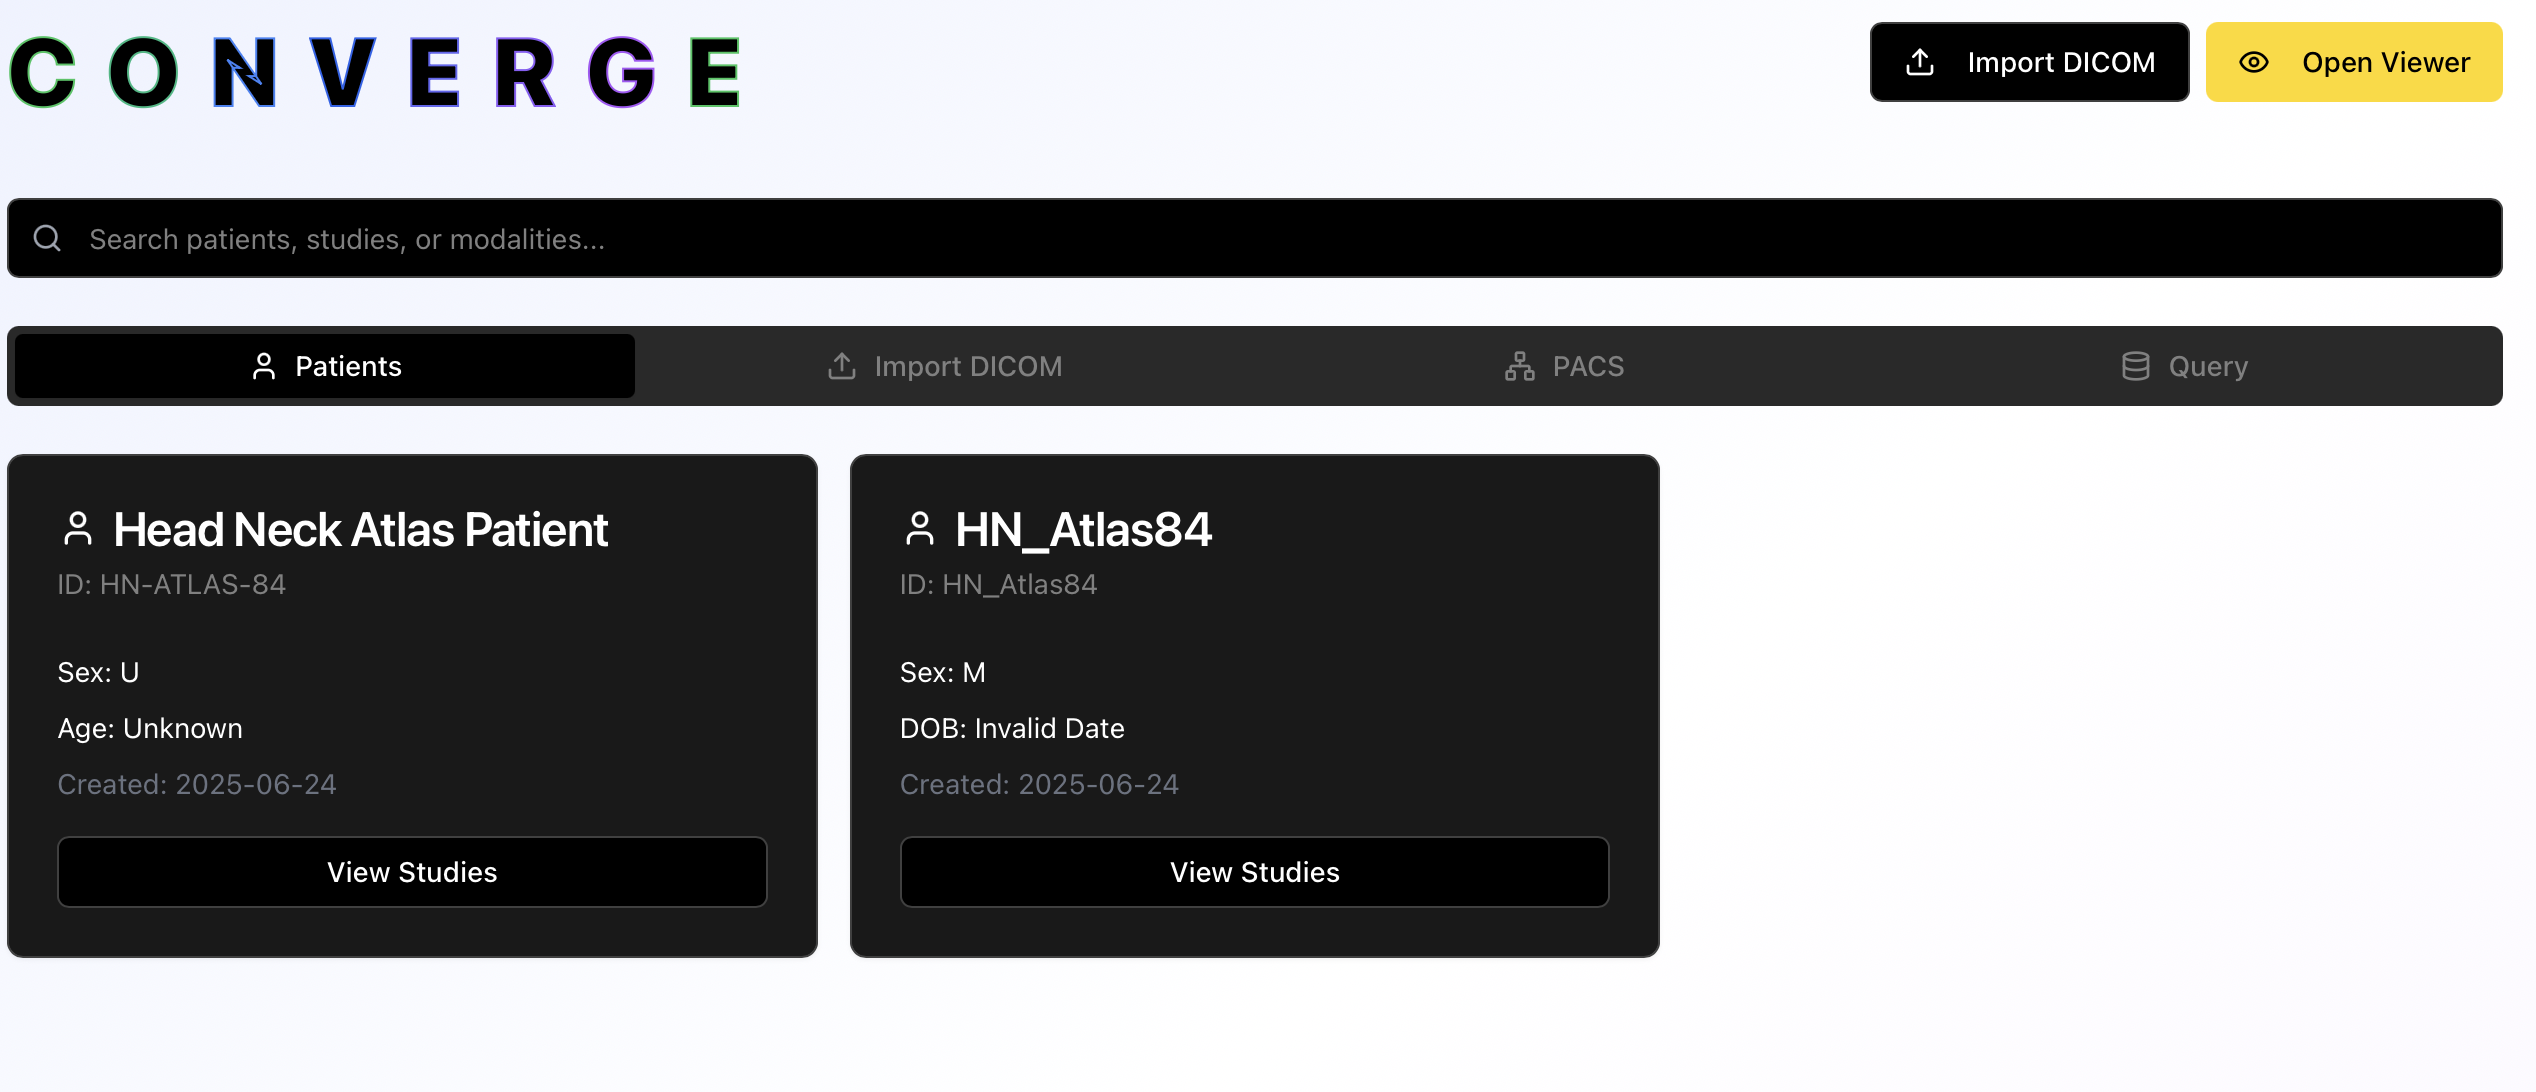 CONVERGE
Import DICOM
Open Viewer
Search patients, studies, or modalities...
Patients
Import DICOM
PACS
Query
Head Neck Atlas Patient
ID: HN-ATLAS-84
Sex: U
Age: Unknown
Created: 2025-06-24
View Studies
HN_Atlas84
ID: HN_Atlas84
Sex: M
DOB: Invalid Date
Created: 2025-06-24
View Studies